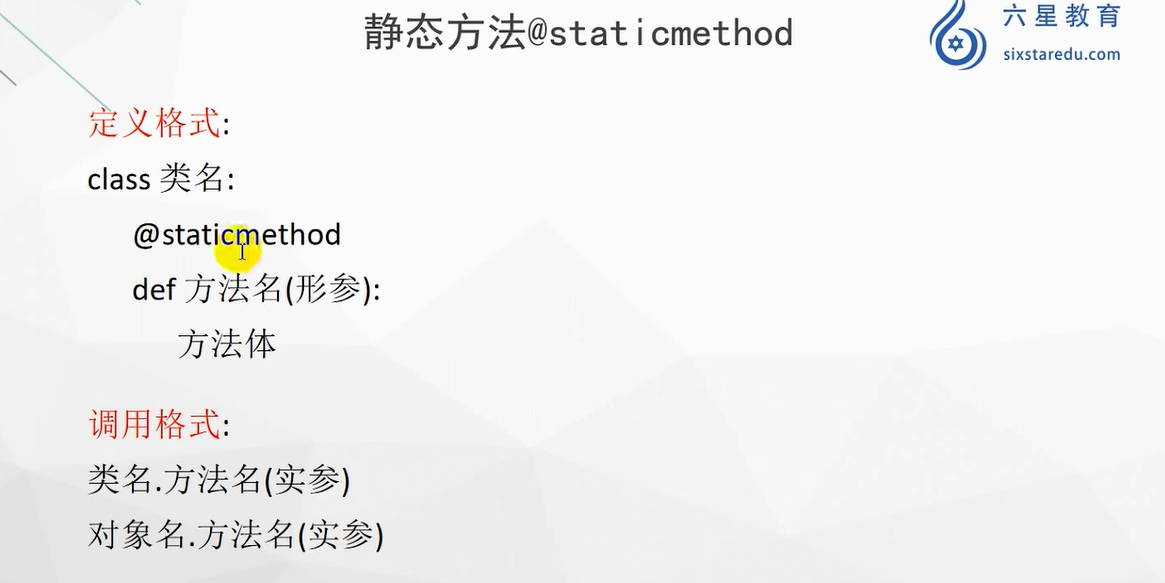 静态方法@staticmethod
六星教育
sixstaredu.com
定义格式:
class 类名:
@staticmethod
def 方法名(形参):
方法体
调用格式:
类名.方法名(实参)
对象名.方法名(实参)